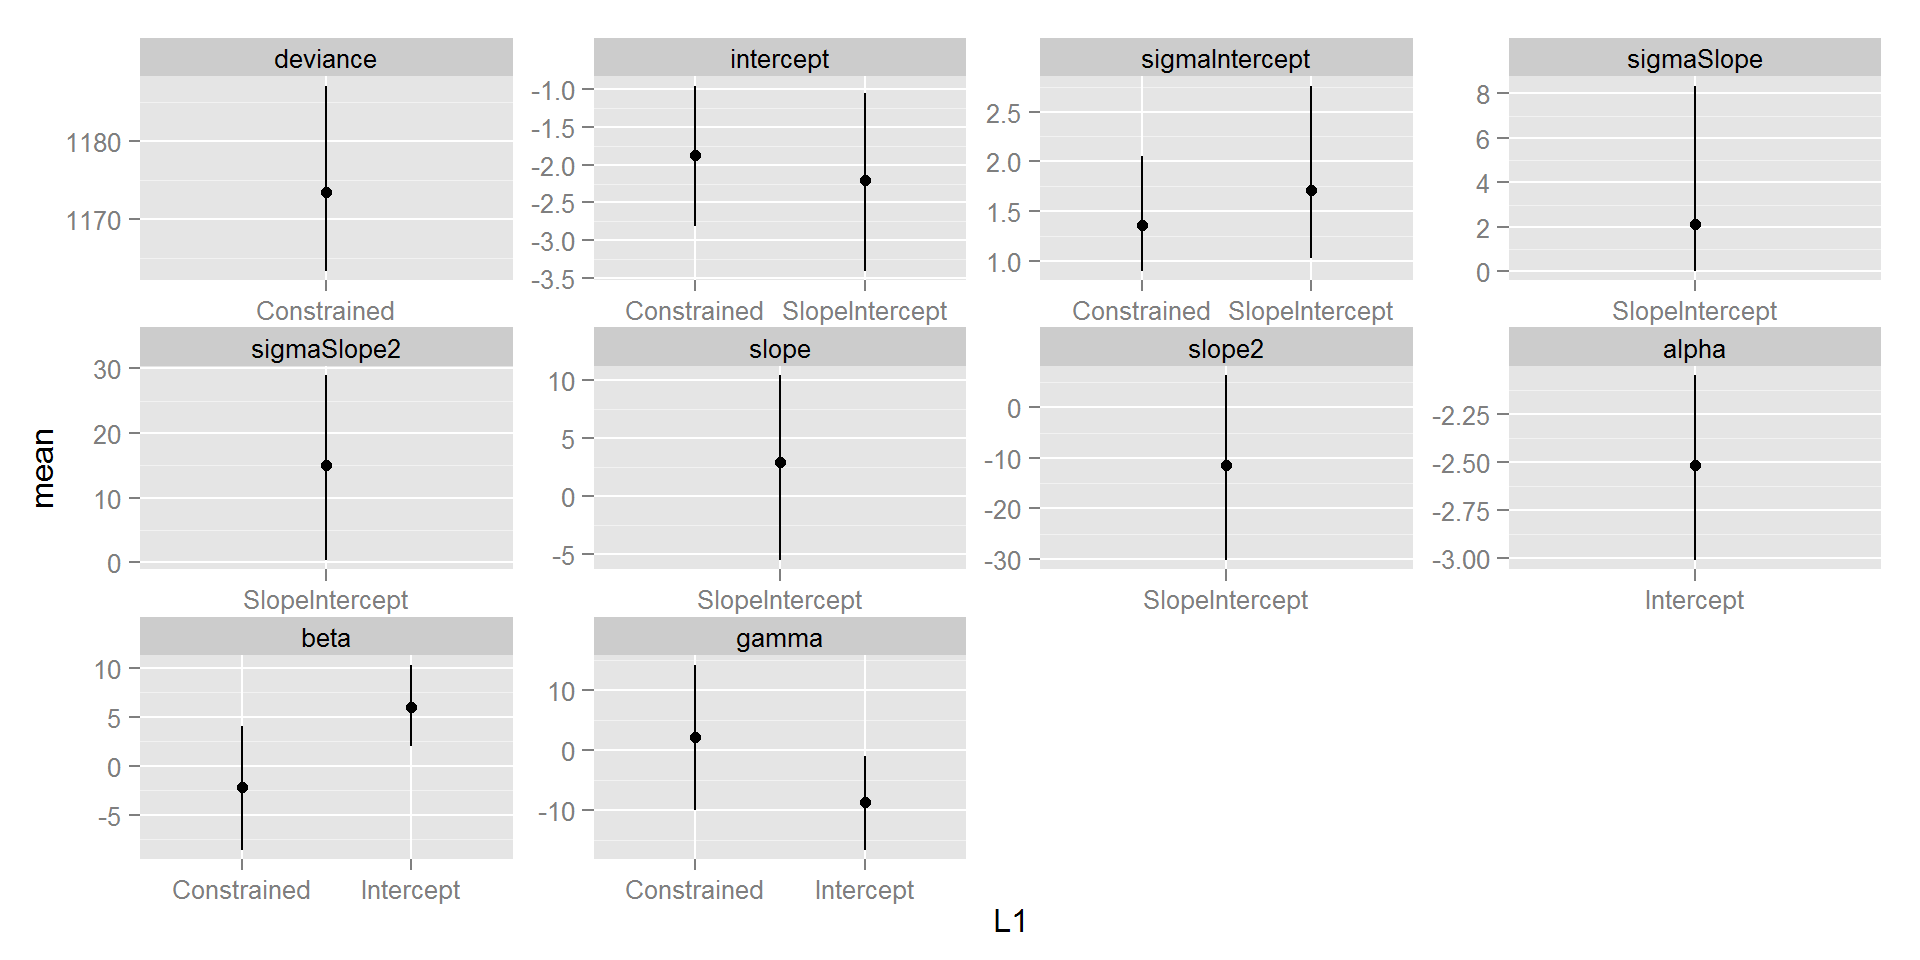 deviance
intercept
sigmaIntercept
sigmaSlope
1180
1170
-1.0
-1.5
-2.0
-2.5
-3.0
-3.5
2.5
2.0
1.5
1.0
8
6
4
2
0
Constrained
Constrained SlopeIntercept
Constrained SlopeIntercept
SlopeIntercept
sigmaSlope2
slope
slope2
alpha
30
20
10
0
10
5
0
-5
0
-10
-20
-30
-2.25
-2.50
-2.75
-3.00
SlopeIntercept
SlopeIntercept
SlopeIntercept
Intercept
beta
gamma
10
5
0
-5
10
0
-10
Constrained Intercept
Constrained Intercept
mean
L1